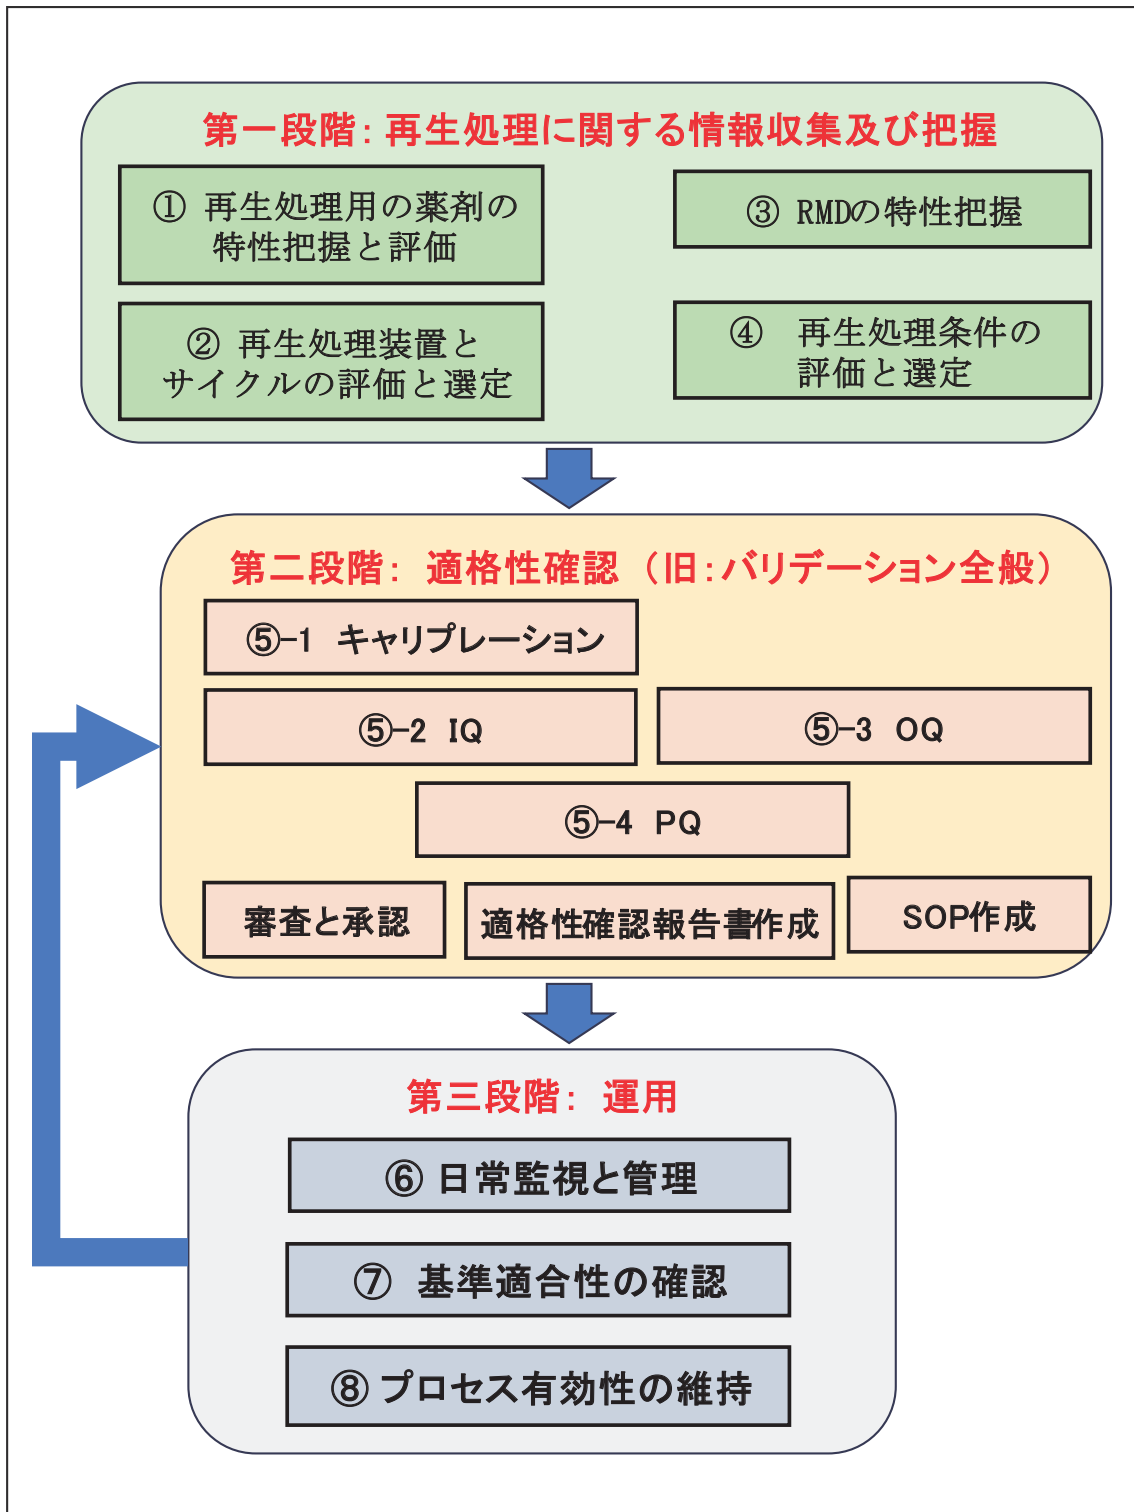 第一段階：再生処理に関する情報収集及び把握
① 再生処理用の薬剤の
特性把握と評価
② 再生処理装置と
サイクルの評価と選定
③ RMDの特性把握
④　再生処理条件の
評価と選定
第二段階： 適格性確認（旧：バリデーション全般）
⑤-1 キャリプレーション
⑤-2 IQ
⑤-3 OQ
⑤-4 PQ
審査と承認
適格性確認報告書作成
SOP作成
第三段階： 運用
⑥ 日常監視と管理
⑦ 基準適合性の確認
⑧ プロセス有効性の維持